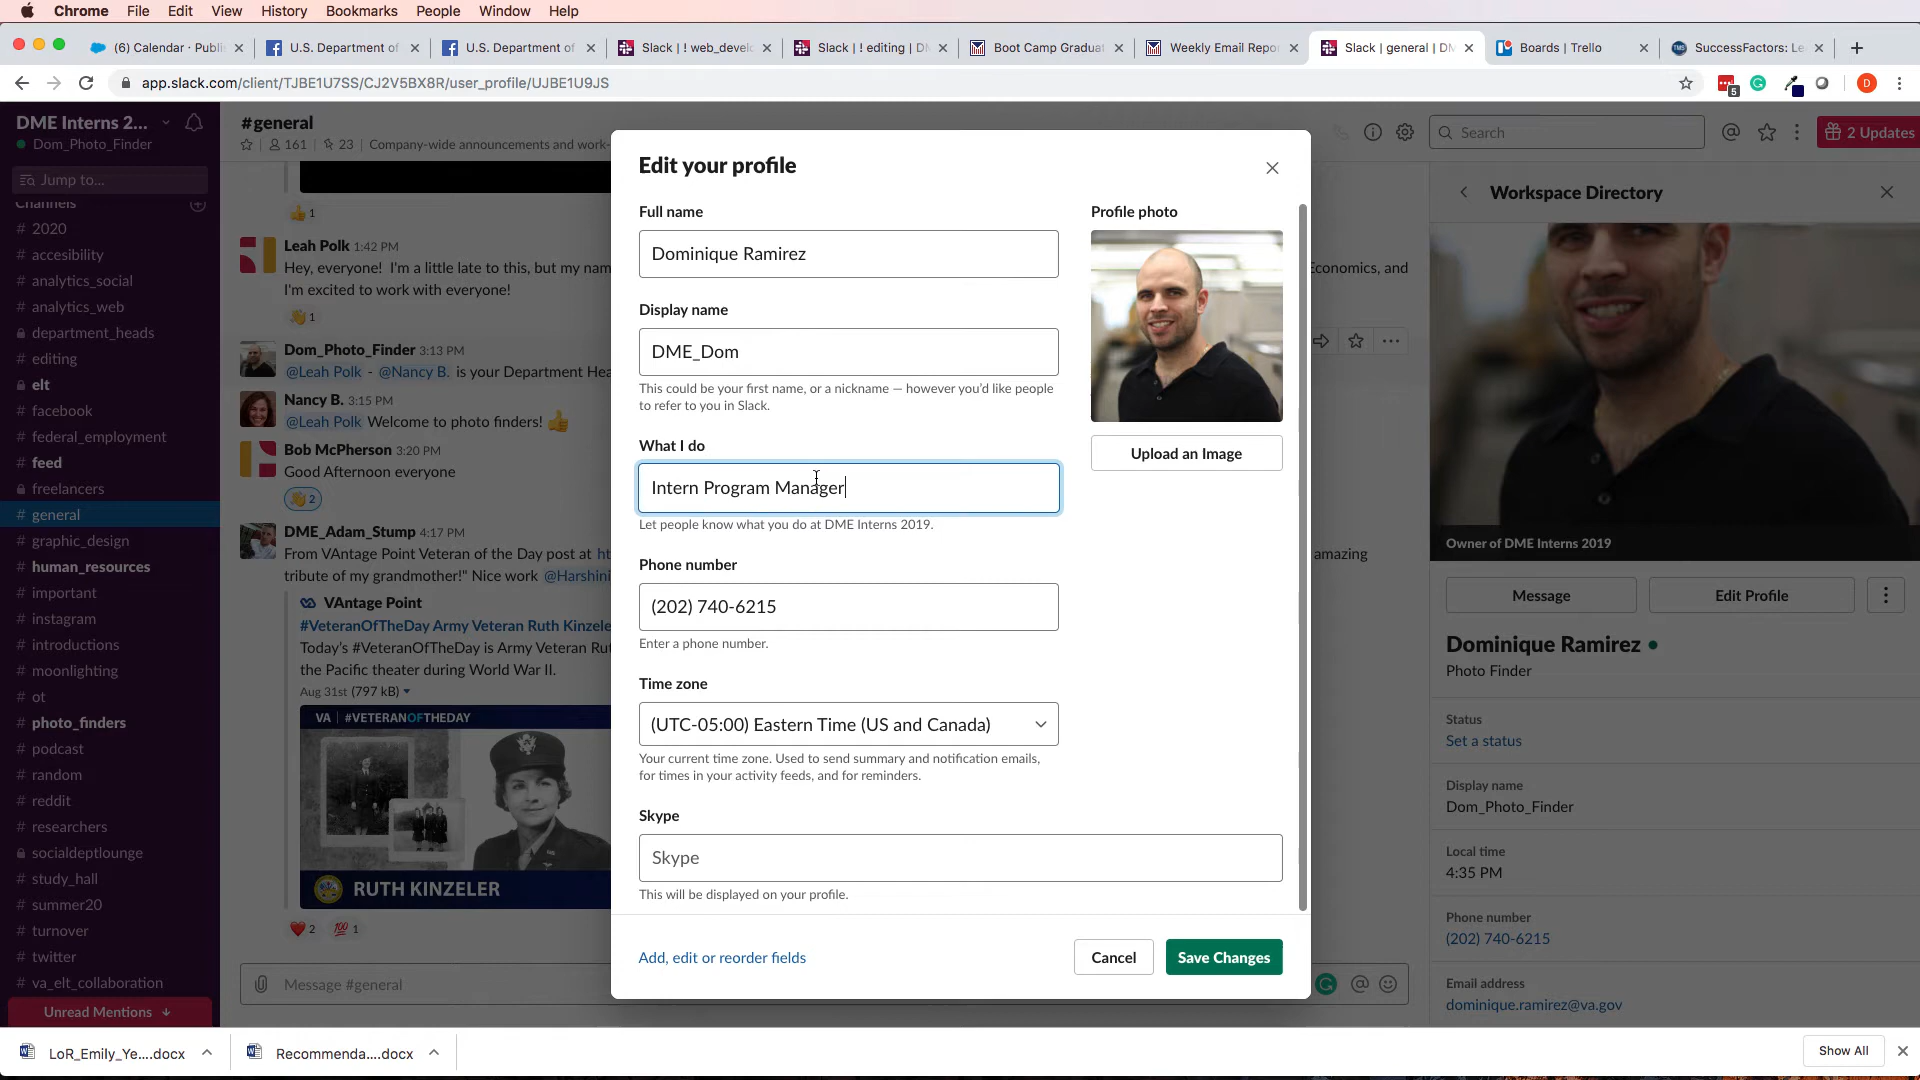 Chrome File Edit View History Bookmarks People Window Help
(6) Calendar · Publi
U.S. Department of
U.S. Department of
Slack | ! web_develo
Slack | ! editing | DM
Boot Camp Graduat
Weekly Email Repo
Slack | general | DM
Boards | Trello
SuccessFactors: Le
app.slack.com/client/TJBE1U7SS/CJ2V5BX8R/user_profile/UJBE1U9JS
5
D
DME Interns 2...
Dom_Photo_Finder
Jump to...
Channels
# 2020
# accesibility
# analytics_social
# analytics_web
department_heads
# editing
elt
# facebook
# federal_employment
# feed
# freelancers
# general
# graphic_design
# human_resources
# important
# instagram
# introductions
# moonlighting
# ot
# photo_finders
# podcast
# random
# reddit
# researchers
socialdeptlounge
# study_hall
# summer20
# turnover
# twitter
# va_elt_collaboration
Unread Mentions ↓
#general
161
23
Company-wide announcements and work-
Search
2 Updates
1
Leah Polk 1:42 PM
Hey, everyone! I'm a little late to this, but my nam
Economics, and
I'm excited to work with everyone!
1
Dom_Photo_Finder 3:13 PM
@Leah Polk - @Nancy B. is your Department Hea
Nancy B. 3:15 PM
@Leah Polk Welcome to photo finders!
Bob McPherson 3:20 PM
Good Afternoon everyone
2
DME_Adam_Stump 4:17 PM
From VAntage Point Veteran of the Day post at ht
amazing
tribute of my grandmother!" Nice work @Harshini
VAntage Point
#VeteranOfTheDay Army Veteran Ruth Kinzele
Today's #VeteranOfTheDay is Army Veteran Ru
the Pacific theater during World War II.
Aug 31st (797 kB)
VA | #VETERANOFTHEDAY
RUTH KINZELER
2
1
Message #general
Edit your profile
Full name
Dominique Ramirez
Display name
DME_Dom
This could be your first name, or a nickname — however you'd like people
to refer to you in Slack.
What I do
Intern Program Manager
Let people know what you do at DME Interns 2019.
Phone number
(202) 740-6215
Enter a phone number.
Time zone
(UTC-05:00) Eastern Time (US and Canada)
Your current time zone. Used to send summary and notification emails,
for times in your activity feeds, and for reminders.
Skype
Skype
This will be displayed on your profile.
Profile photo
Upload an Image
Add, edit or reorder fields
Cancel
Save Changes
Workspace Directory
Owner of DME Interns 2019
Message
Edit Profile
Dominique Ramirez
Photo Finder
Status
Set a status
Display name
Dom_Photo_Finder
Local time
4:35 PM
Phone number
(202) 740-6215
Email address
dominique.ramirez@va.gov
LoR_Emily_Ye....docx
Recommenda....docx
Show All